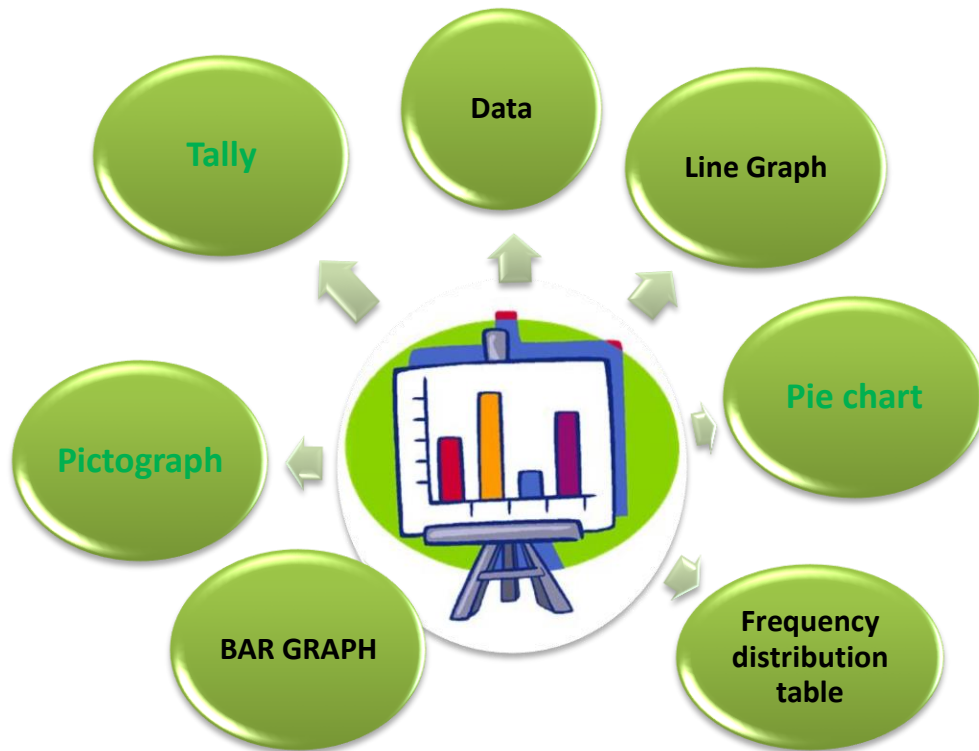 Data
Tally
Line Graph
Pie chart
Pictograph
BAR GRAPH
Frequency
distribution
table